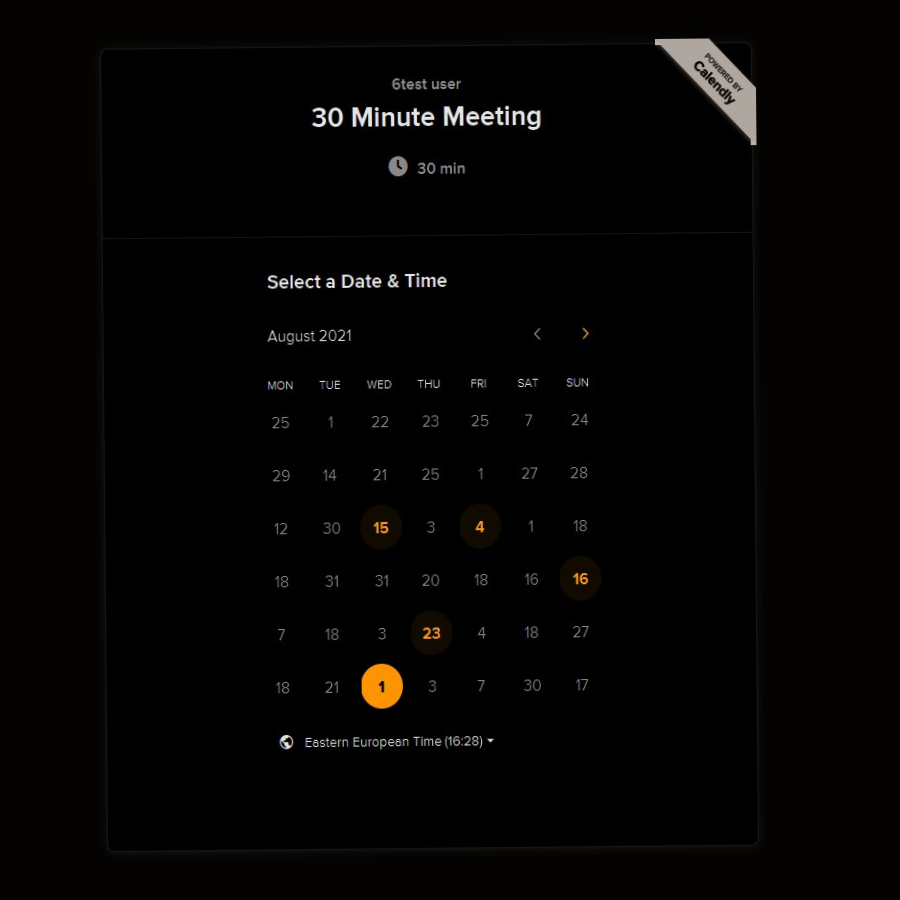 POWERED BY
Calendly
6test user
30 Minute Meeting
30 min
Select a Date & Time
August 2021
MON TUE WED THU FRI SAT SUN
25 1 22 23 25 7 24
29 14 21 25 1 27 28
12 30 15 3 4 1 18
18 31 31 20 18 16 16
7 18 3 23 4 18 27
18 21 1 3 7 30 17
Eastern European Time (16:28)